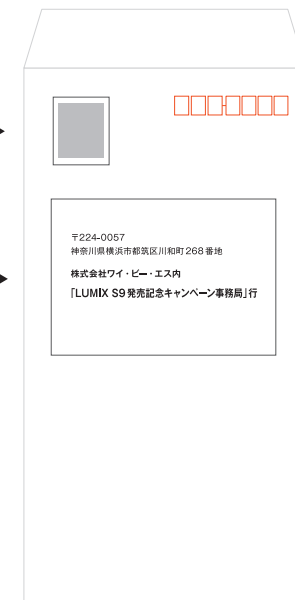 〒224-0057
神奈川県横浜市都筑区川和町268番地
株式会社ワイ・ピー・エス内
「LUMIX S9発売記念キャンペーン事務局」行